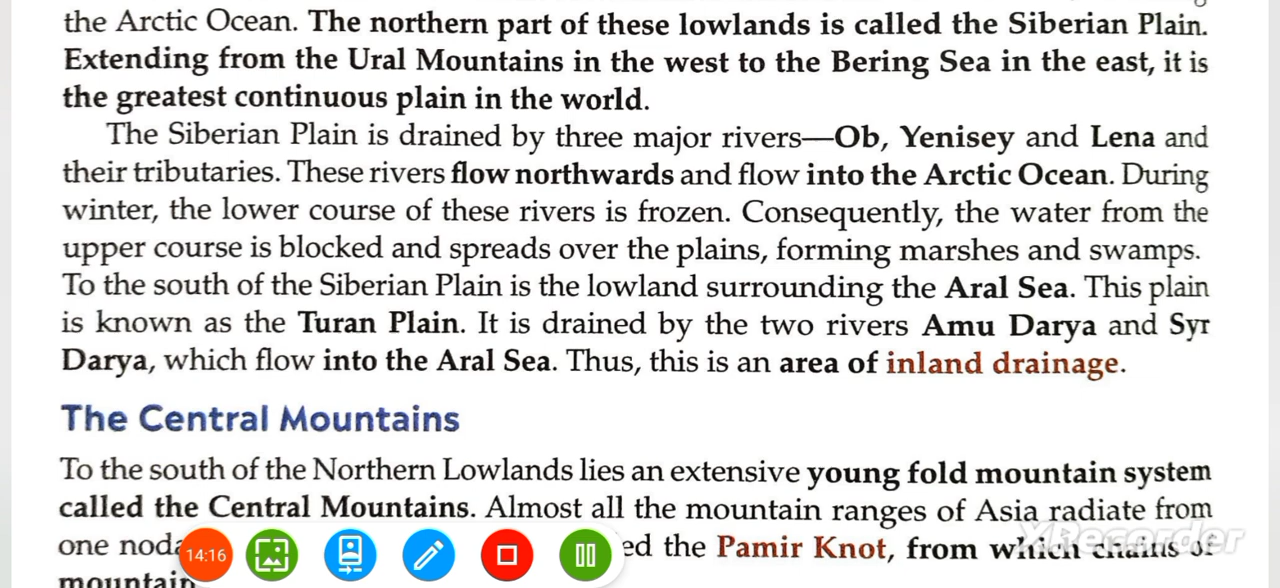 the Arctic Ocean. The northern part of these lowlands is called the Siberian Plain.
Extending from the Ural Mountains in the west to the Bering Sea in the east, it is
the greatest continuous plain in the world.
The Siberian Plain is drained by three major rivers—Ob, Yenisey and Lena and
their tributaries. These rivers flow northwards and flow into the Arctic Ocean. During
winter, the lower course of these rivers is frozen. Consequently, the water from the
upper course is blocked and spreads over the plains, forming marshes and swamps.
To the south of the Siberian Plain is the lowland surrounding the Aral Sea. This plain
is known as the Turan Plain. It is drained by the two rivers Amu Darya and Syr
Darya, which flow into the Aral Sea. Thus, this is an area of inland drainage.
The Central Mountains
To the south of the Northern Lowlands lies an extensive young fold mountain system
called the Central Mountains. Almost all the mountain ranges of Asia radiate from
one the Pamir Knot, from which chains of
XRecorder
14:16